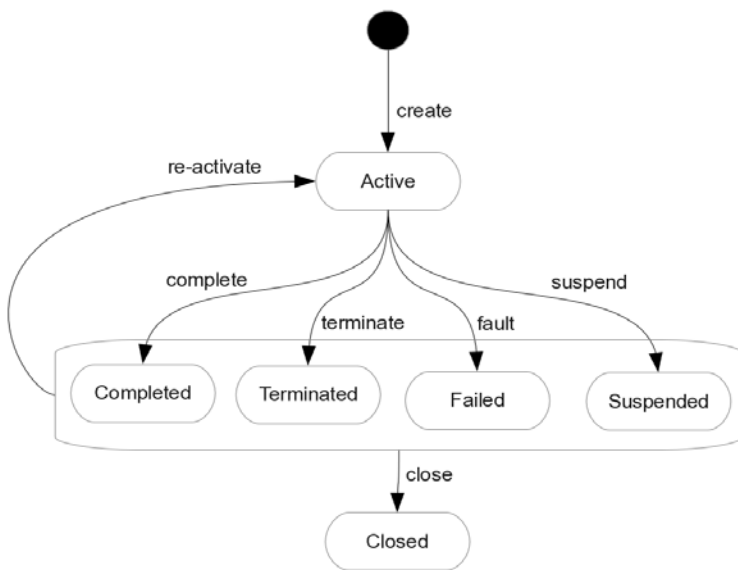 create
re-activate
Active
complete
suspend
terminate
fault
Completed
Terminated
Failed
Suspended
close
Closed